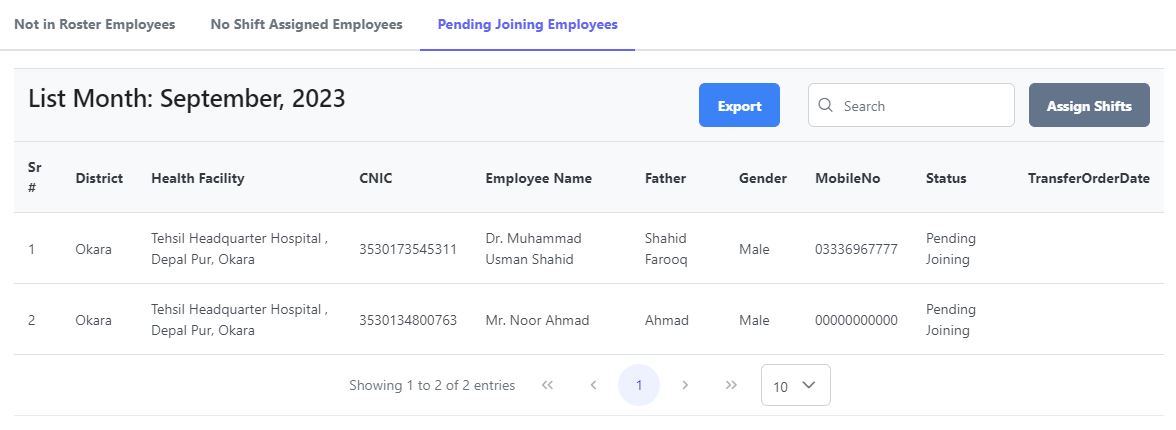 Not in Roster Employees No Shift Assigned Employees Pending Joining Employees
List Month: September, 2023 Export Search Assign Shifts
Sr # District Health Facility CNIC Employee Name Father Gender MobileNo Status TransferOrderDate
1 Okara Tehsil Headquarter Hospital , 3530173545311 Dr. Muhammad Shahid Male 03336967777 Pending
Depal Pur, Okara Usman Shahid Farooq Joining
2 Okara Tehsil Headquarter Hospital , 3530134800763 Mr. Noor Ahmad Ahmad Male 00000000000 Pending
Depal Pur, Okara Joining
Showing 1 to 2 of 2 entries « ‹ 1 › » 10